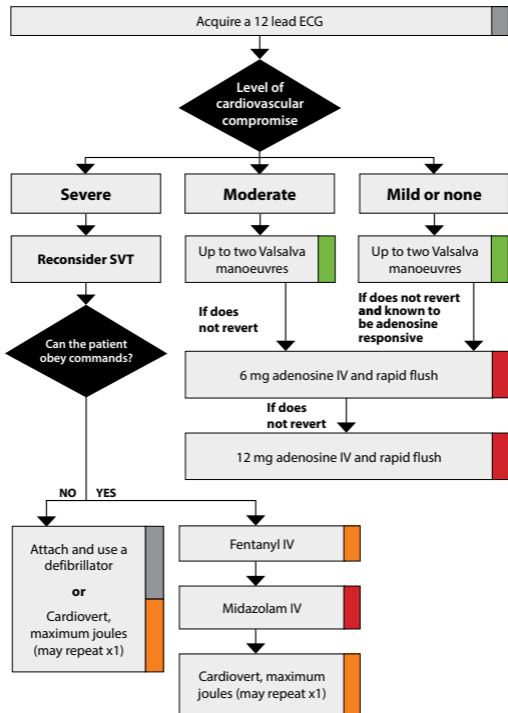 Acquire a 12 lead ECG
Level of
cardiovascular
compromise
Severe
Moderate
Mild or none
Reconsider SVT
Up to two Valsalva
manoeuvres
Up to two Valsalva
manoeuvres
Can the patient
obey commands?
If does
not revert
If does not revert
and known to
be adenosine
responsive
6 mg adenosine IV and rapid flush
If does
not revert
12 mg adenosine IV and rapid flush
NO YES
Attach and use a
defibrillator
or
Cardiovert,
maximum joules
(may repeat x1)
Fentanyl IV
Midazolam IV
Cardiovert, maximum
joules (may repeat x1)